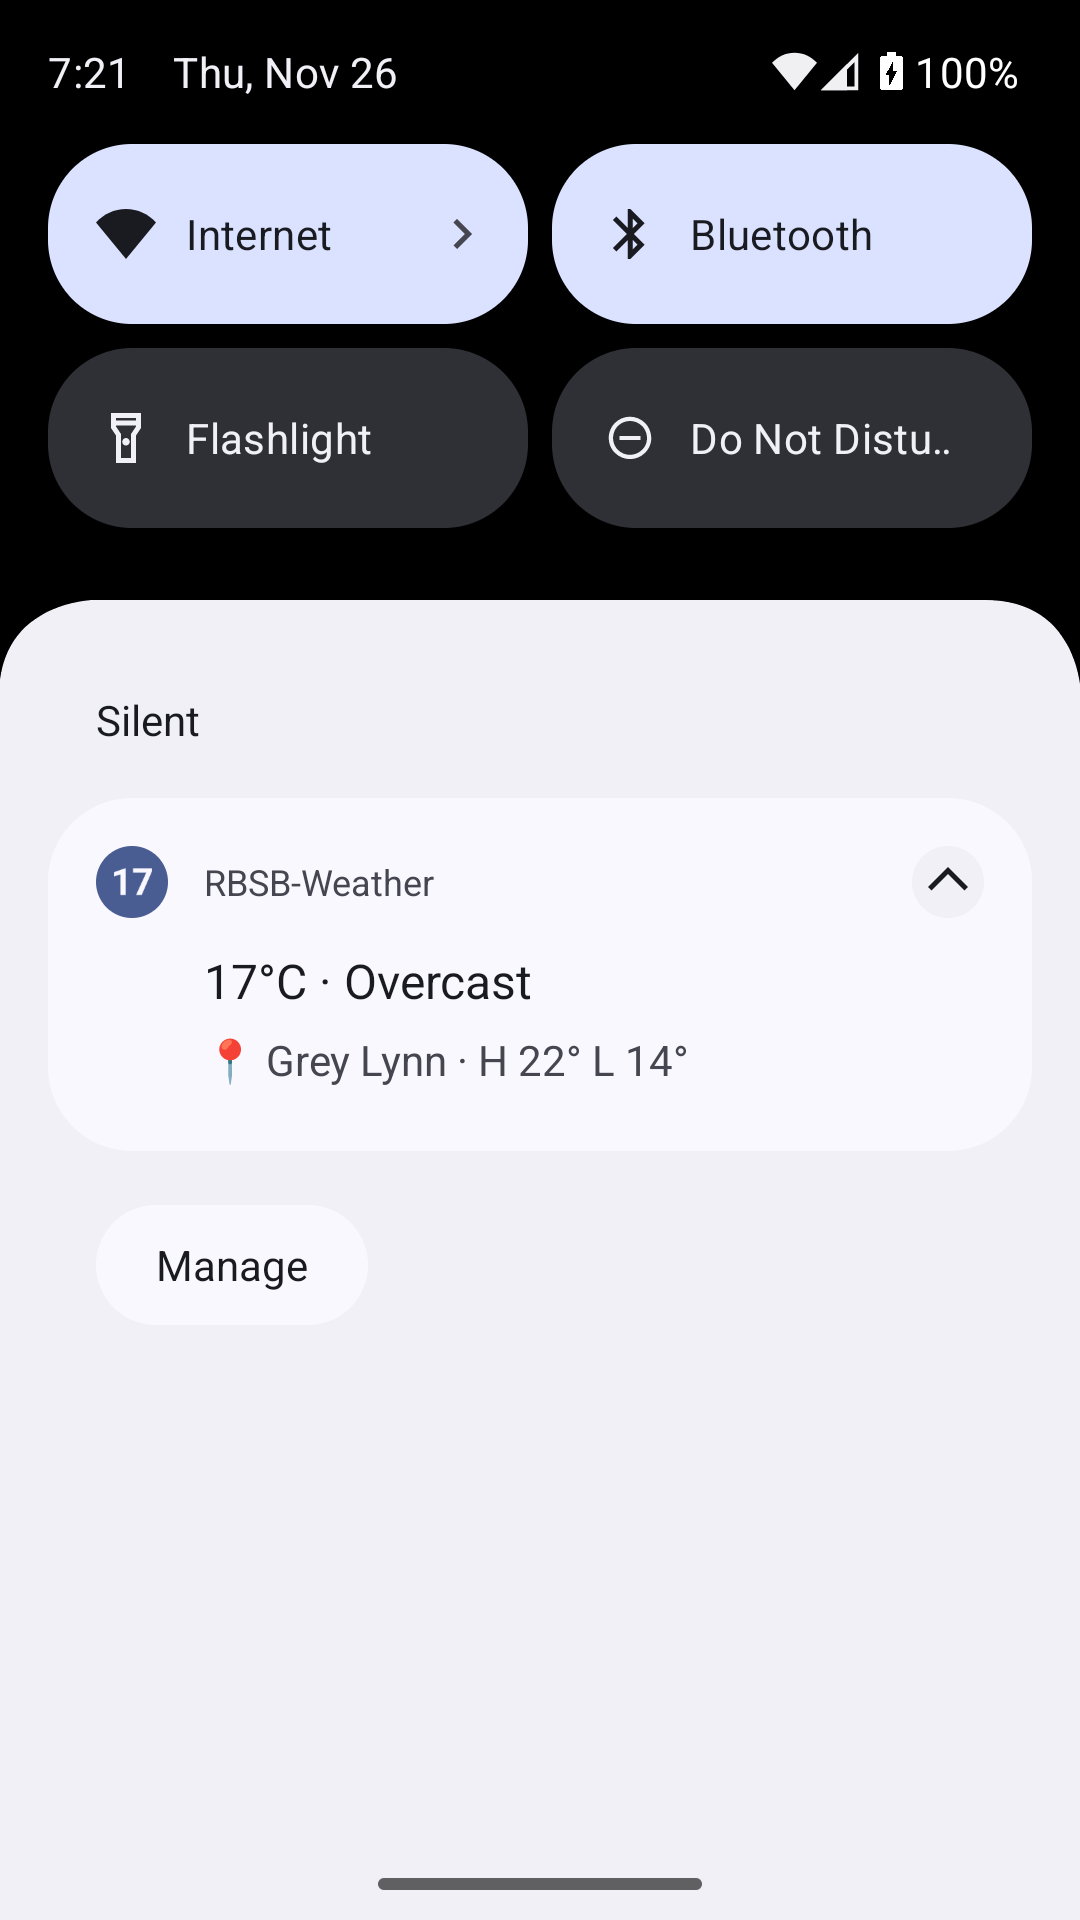 7:21 Thu, Nov 26 100%
Internet
Bluetooth
Flashlight
Do Not Distu..
Silent
17 RBSB-Weather
17°C · Overcast
📍 Grey Lynn · H 22° L 14°
Manage